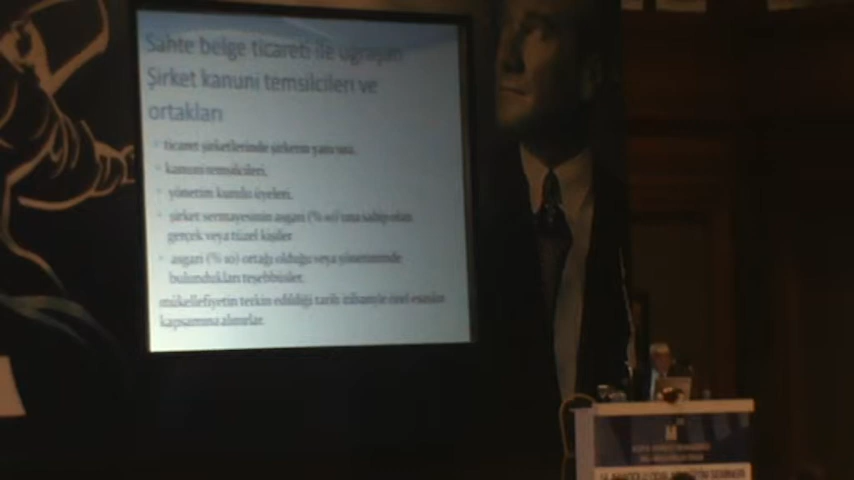 Sahte belge ticareti ile uğraşan
Şirket kanuni temsilcileri ve
ortakları
ticaret şirketlerinde şirketin yanı sıra,
kanuni temsilcileri,
yönetim kurulu üyeleri,
şirket sermayesinin asgari (% 10) una sahip olan
gerçek veya tüzel kişiler
asgari (% 10) ortağı olduğu veya yönetiminde
bulundukları teşebbüsler,
mükellefiyetin terkin edildiği tarih itibariyle özel esaslar
kapsamına alınırlar.